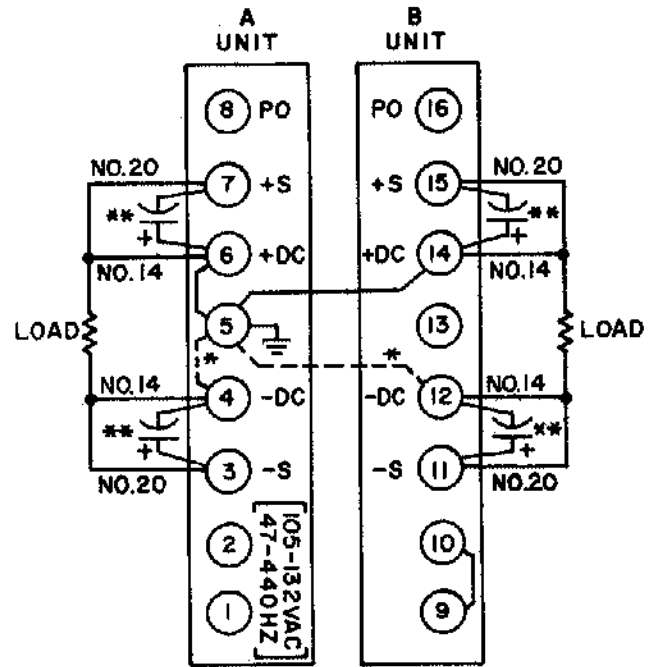 A UNIT
B UNIT
8 PO
PO 16
NO.20
7 +S
+S 15
NO.20
**
+
**
+
6 +DC
+DC 14
NO.14
NO.14
LOAD
5
13
LOAD
*
*
NO.14
4 -DC
-DC 12
NO.14
**
+
**
+
3 -S
-S 11
NO.20
NO.20
2
105-132VAC
47-440HZ
10
1
9